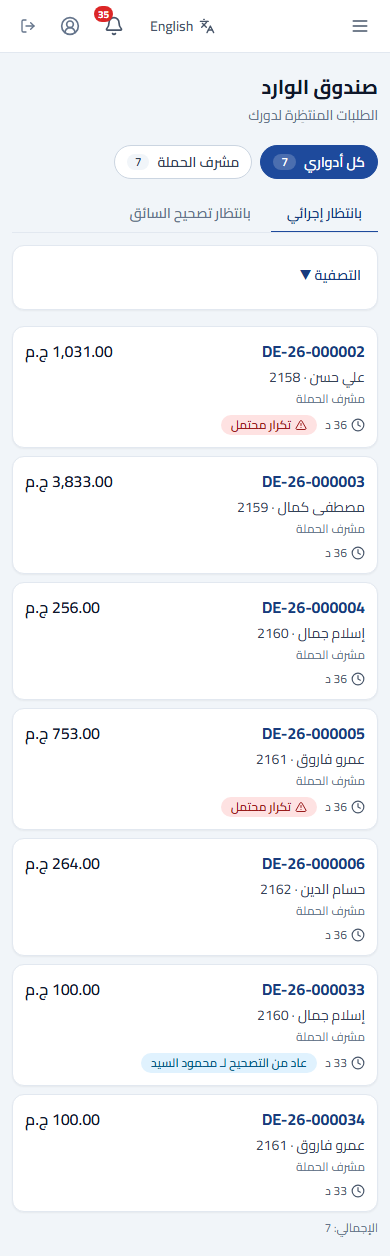 English
35
صندوق الوارد
الطلبات المنتظرة لدورك
كل أدواري 7
مشرف الحملة 7
بانتظار إجرائي
بانتظار تصحيح السائق
التصفية ▼
DE-26-000002 1,031.00 ج.م
علي حسن · 2158
مشرف الحملة
36 د تكرار محتمل
DE-26-000003 3,833.00 ج.م
مصطفى كمال · 2159
مشرف الحملة
36 د
DE-26-000004 256.00 ج.م
إسلام جمال · 2160
مشرف الحملة
36 د
DE-26-000005 753.00 ج.م
عمرو فاروق · 2161
مشرف الحملة
36 د تكرار محتمل
DE-26-000006 264.00 ج.م
حسام الدين · 2162
مشرف الحملة
36 د
DE-26-000033 100.00 ج.م
إسلام جمال · 2160
مشرف الحملة
33 د عاد من التصحيح لـ محمود السيد
DE-26-000034 100.00 ج.م
عمرو فاروق · 2161
مشرف الحملة
33 د
الإجمالي: 7